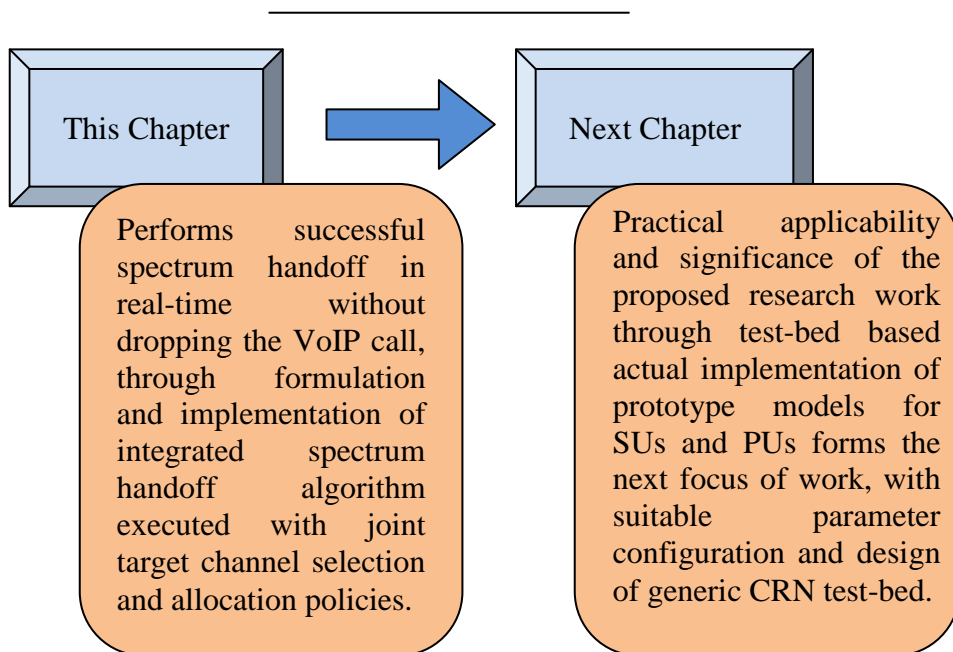 This Chapter
Next Chapter
Performs successful
spectrum handoff in
real-time without
dropping the VoIP call,
through formulation
and implementation of
integrated spectrum
handoff algorithm
executed with joint
target channel selection
and allocation policies.
Practical applicability
and significance of the
proposed research work
through test-bed based
actual implementation of
prototype models for
SUs and PUs forms the
next focus of work, with
suitable parameter
configuration and design
of generic CRN test-bed.